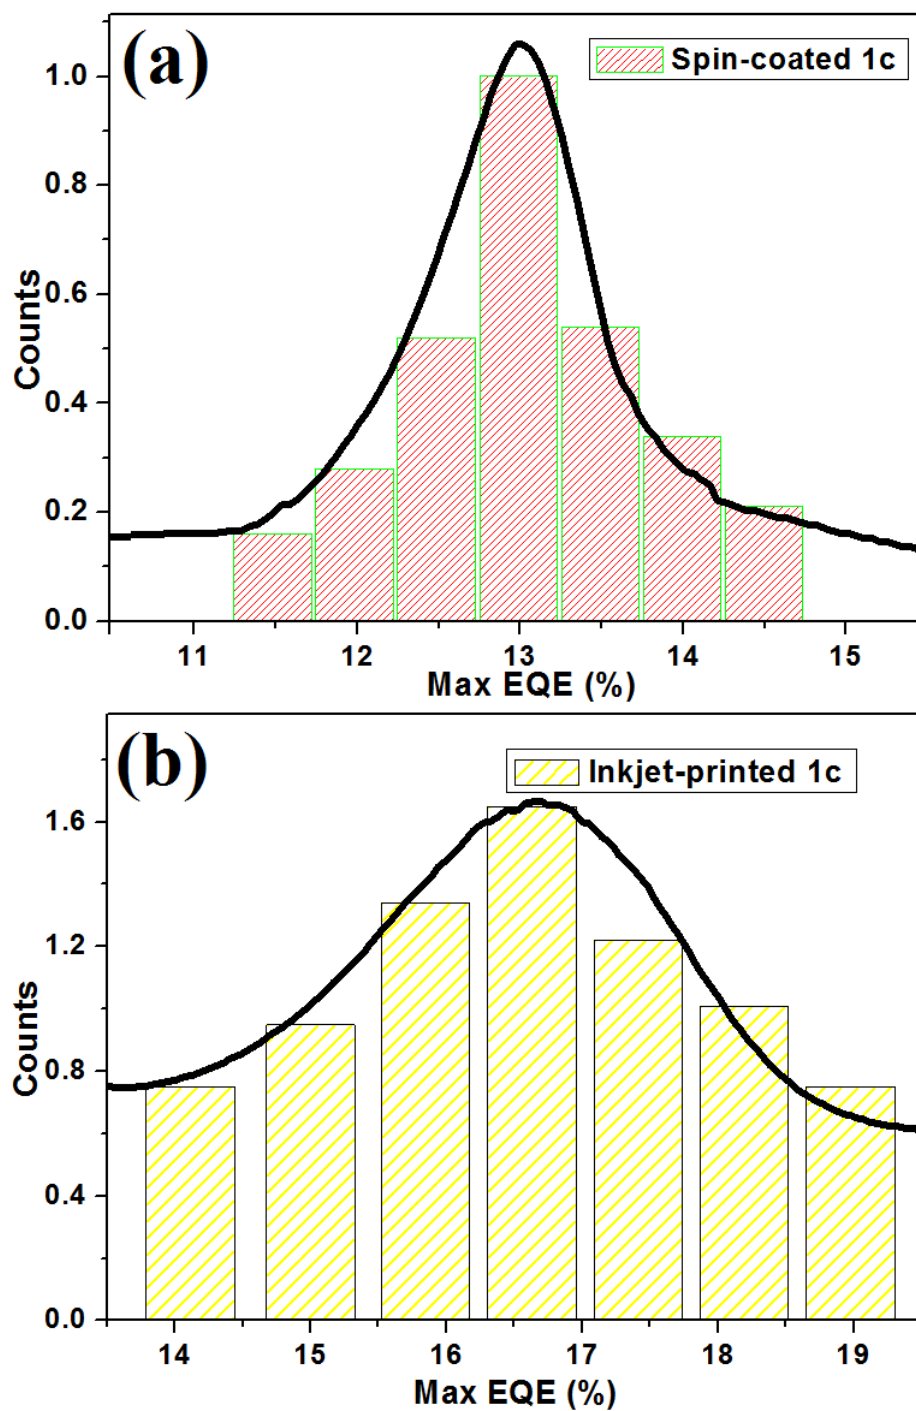 (a)
Spin-coated 1c
1.0
0.8
0.6
0.4
0.2
0.0
Counts
11 12 13 14 15
Max EQE (%)
(b)
Inkjet-printed 1c
1.6
1.2
0.8
0.4
0.0
Counts
14 15 16 17 18 19
Max EQE (%)